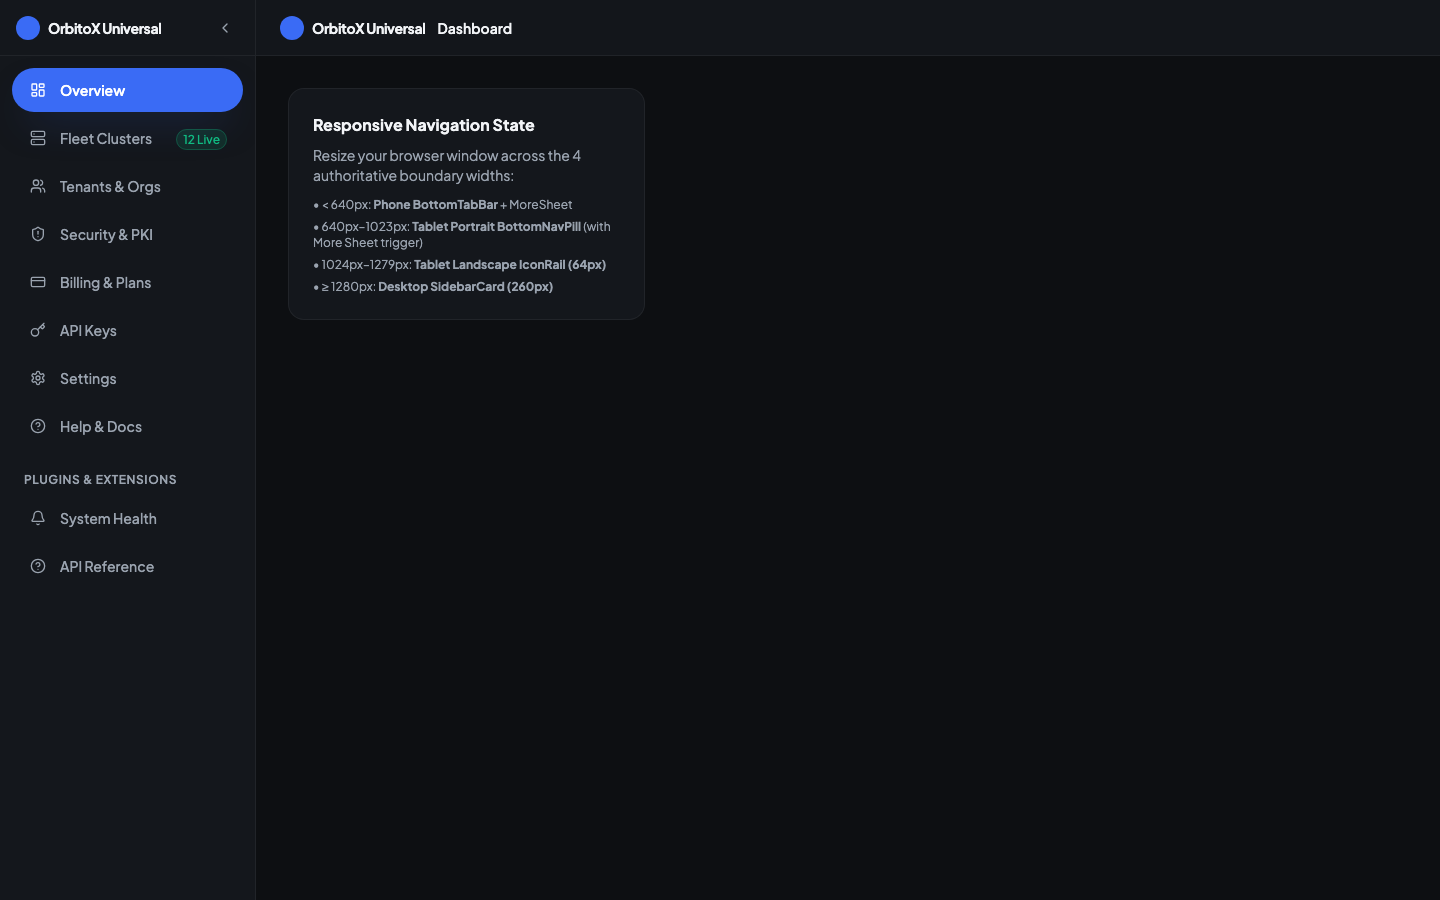 OrbitoX Universal
Overview
Fleet Clusters 12 Live
Tenants & Orgs
Security & PKI
Billing & Plans
API Keys
Settings
Help & Docs
PLUGINS & EXTENSIONS
System Health
API Reference
OrbitoX Universal Dashboard
Responsive Navigation State
Resize your browser window across the 4
authoritative boundary widths:
• < 640px: Phone BottomTabBar + MoreSheet
• 640px–1023px: Tablet Portrait BottomNavPill (with
More Sheet trigger)
• 1024px–1279px: Tablet Landscape IconRail (64px)
• ≥ 1280px: Desktop SidebarCard (260px)